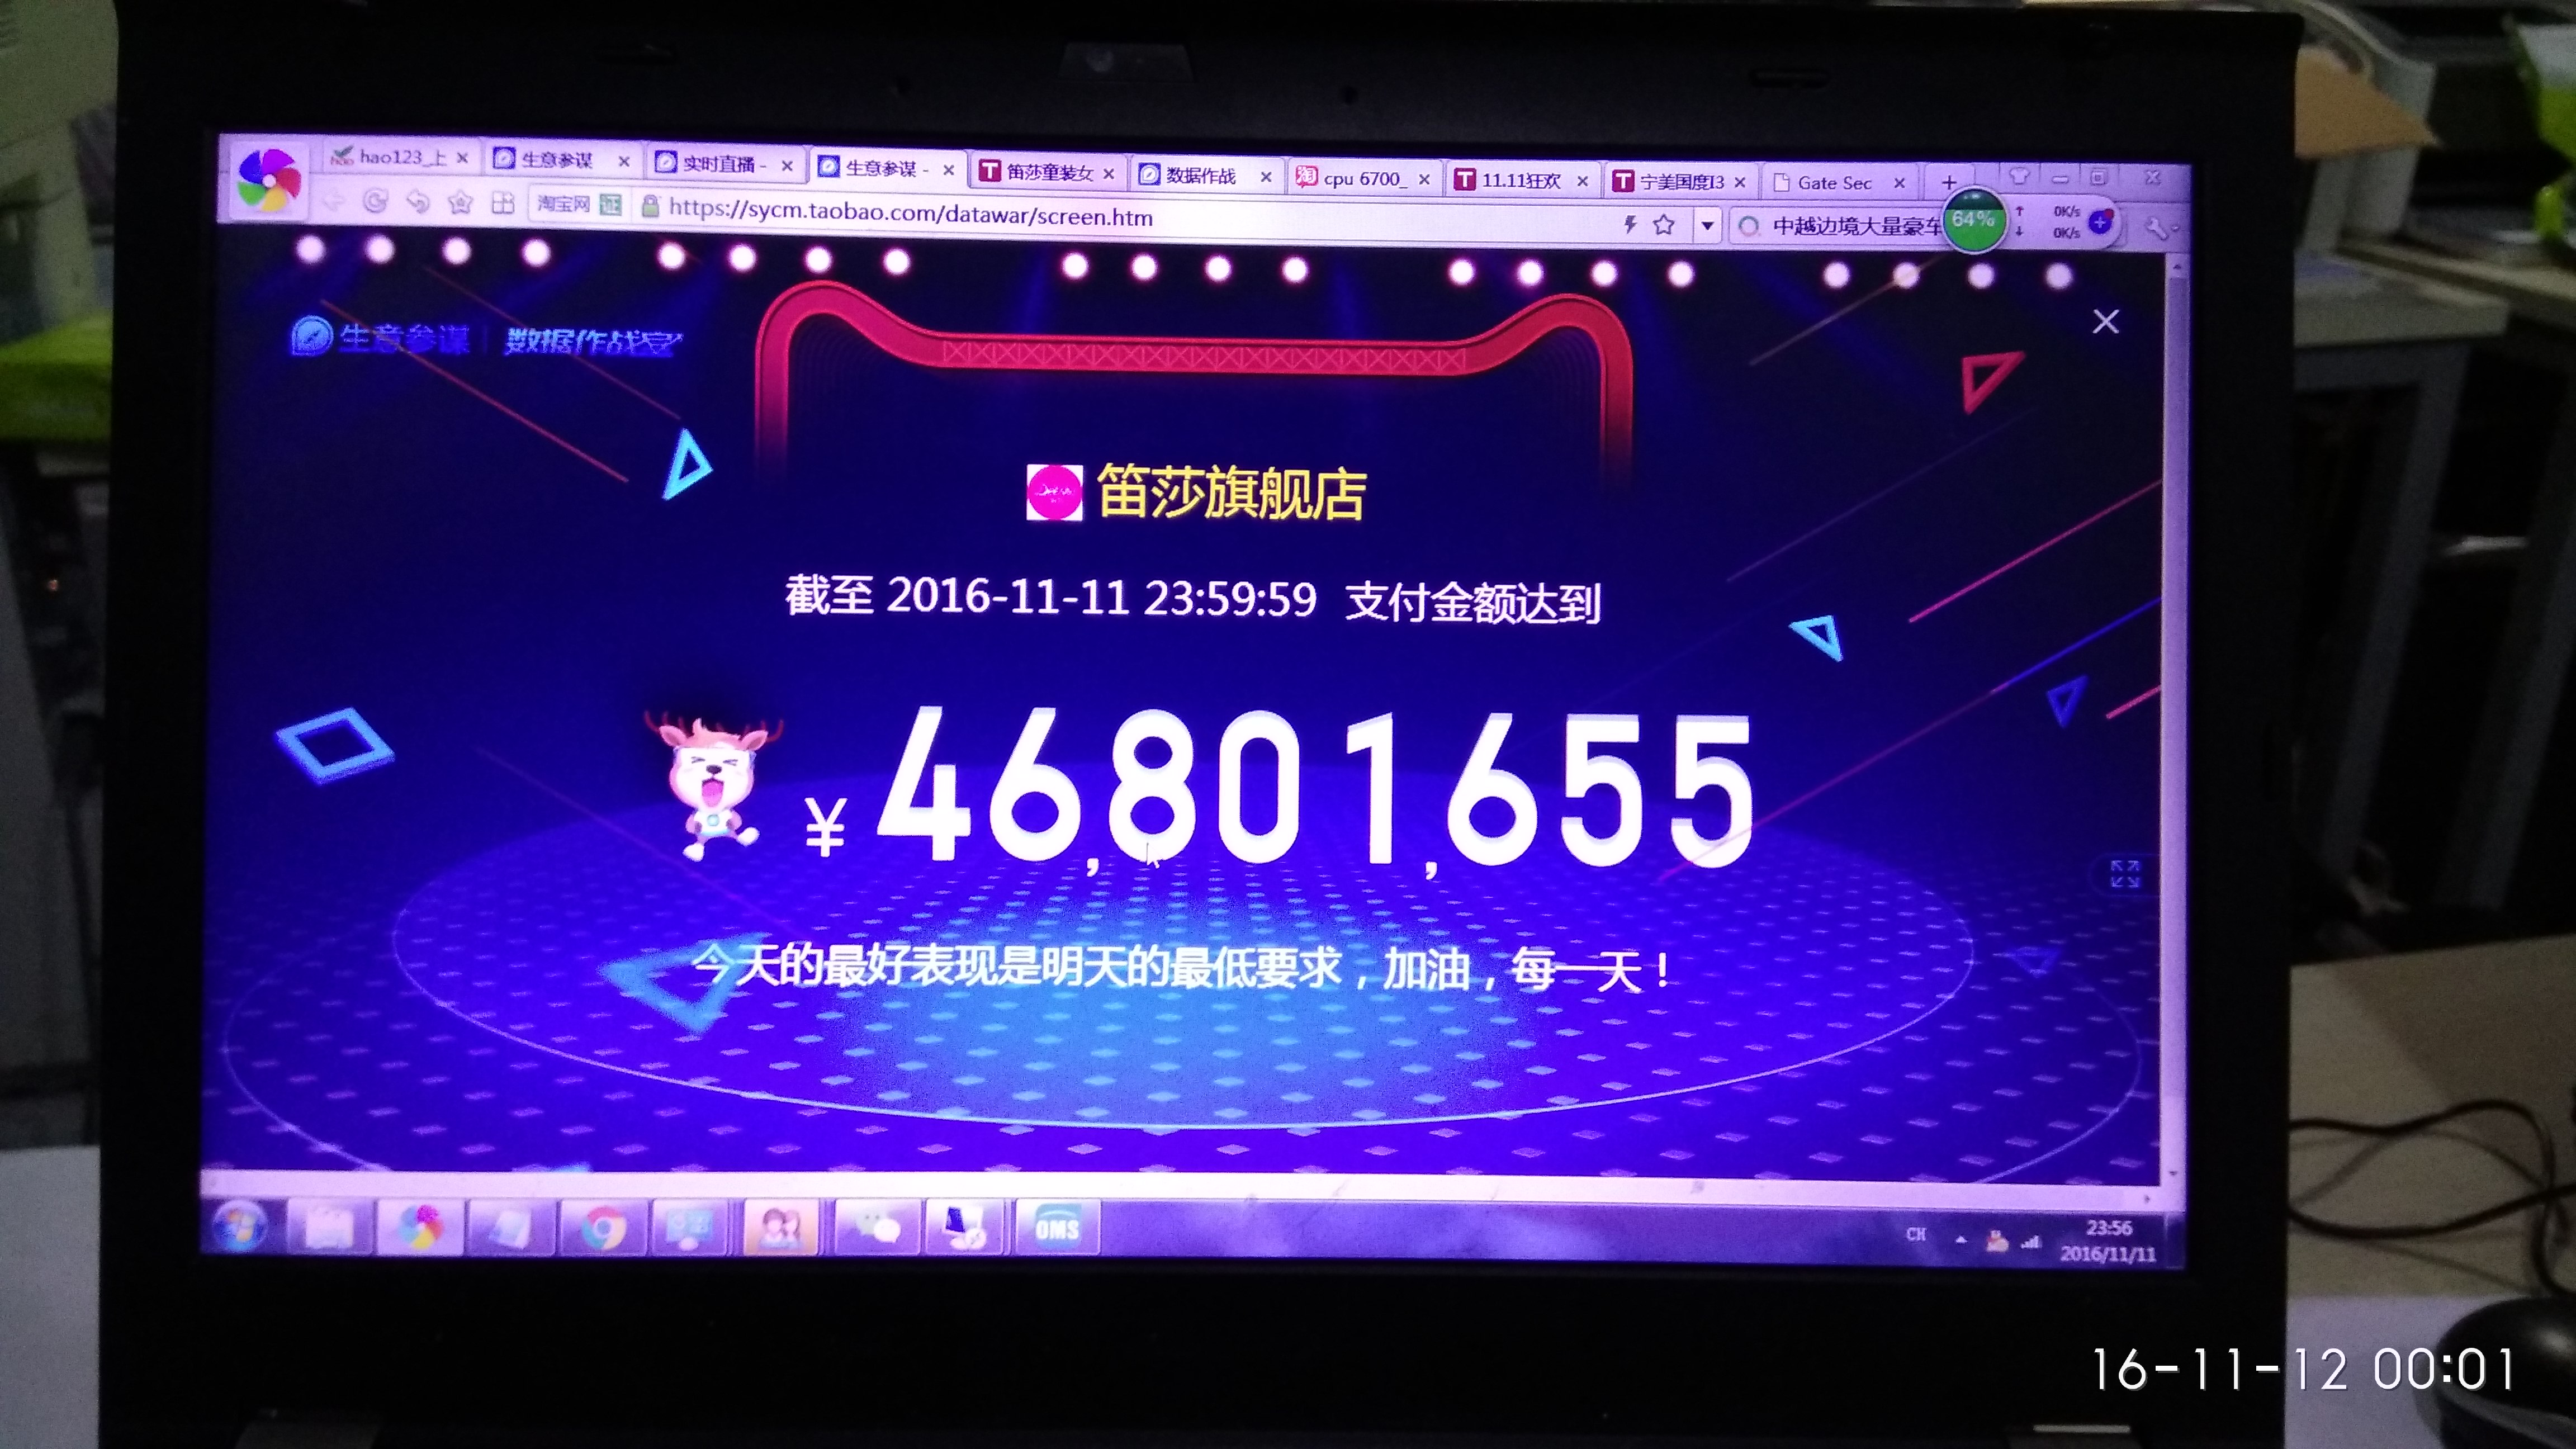 hao123_上
生意参谋
实时直播 -
生意参谋 -
笛莎童装女
数据作战
cpu 6700_
11.11狂欢
宁美国度I3
Gate Sec
淘宝网 证 https://sycm.taobao.com/datawar/screen.htm
中越边境大量豪车
64%
0K/s
0K/s
生意参谋 | 数据作战室
笛莎旗舰店
截至 2016-11-11 23:59:59 支付金额达到
¥ 46,801,655
今天的最好表现是明天的最低要求，加油，每一天！
OMS
CH
23:56
2016/11/11
16-11-12 00:01